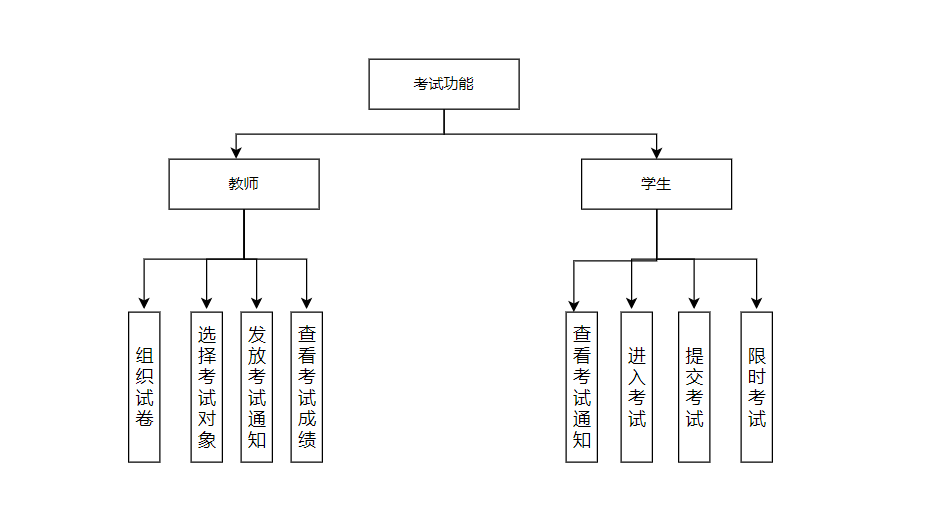 考试功能
教师
学生
组织试卷
选择考试对象
发放考试通知
查看考试成绩
查看考试通知
进入考试
提交考试
限时考试